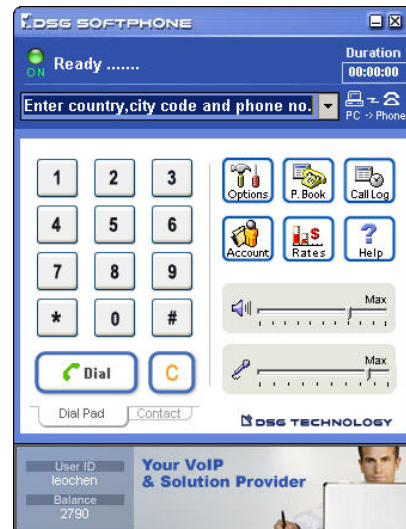 DSG SOFTPHONE
ON
Ready .......
Duration
00:00:00
Enter country,city code and phone no.
PC -> Phone
1 2 3
4 5 6
7 8 9
* 0 #
Dial C
Options P. Book Call Log
Account Rates Help
Max
Max
Dial Pad Contact
DSG TECHNOLOGY
User ID
leochen
Balance
2790
Your VoIP
& Solution Provider